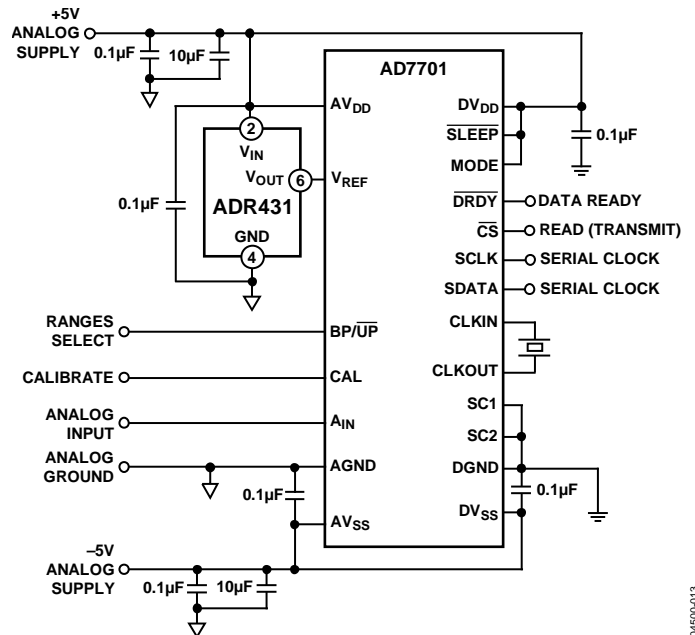 +5V
ANALOG
SUPPLY
0.1µF
10µF
AD7701
AVDD
DVDD
2
VIN
SLEEP
0.1µF
MODE
VOUT
6
VREF
0.1µF
ADR431
DRDY
DATA READY
CS
READ (TRANSMIT)
GND
4
SCLK
SERIAL CLOCK
SDATA
SERIAL CLOCK
RANGES
SELECT
BP/UP
CLKIN
CALIBRATE
CAL
CLKOUT
ANALOG
INPUT
AIN
SC1
SC2
ANALOG
GROUND
AGND
DGND
0.1µF
0.1µF
AVSS
DVSS
–5V
ANALOG
SUPPLY
0.1µF
10µF
04500-013